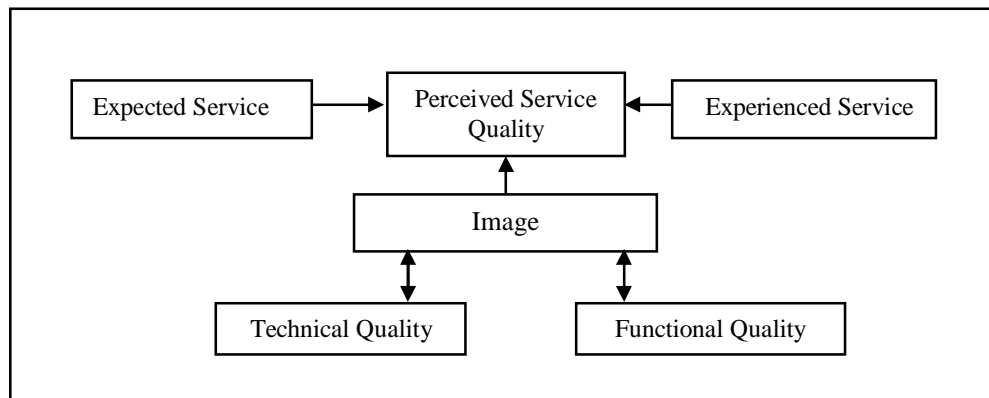 Expected Service
Perceived Service
Quality
Experienced Service
Image
Technical Quality
Functional Quality